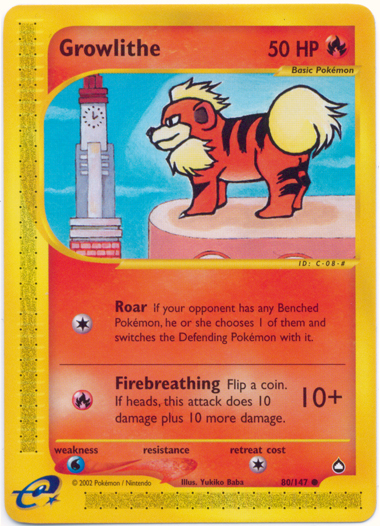 Growlithe 50 HP
Basic Pokémon
ID: C-08-#
Roar If your opponent has any Benched
Pokémon, he or she chooses 1 of them and
switches the Defending Pokémon with it.
Firebreathing Flip a coin.
If heads, this attack does 10
damage plus 10 more damage.
10+
weakness resistance retreat cost
© 2002 Pokémon / Nintendo Illus. Yukiko Baba 80/147
e